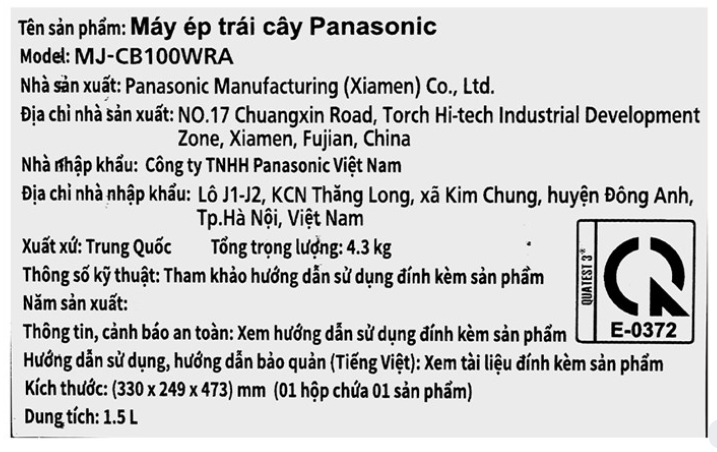 Tên sản phẩm: Máy ép trái cây Panasonic
Model: MJ-CB100WRA
Nhà sản xuất: Panasonic Manufacturing (Xiamen) Co., Ltd.
Địa chỉ nhà sản xuất: NO.17 Chuangxin Road, Torch Hi-tech Industrial Development
Zone, Xiamen, Fujian, China
Nhà nhập khẩu: Công ty TNHH Panasonic Việt Nam
Địa chỉ nhà nhập khẩu: Lô J1-J2, KCN Thăng Long, xã Kim Chung, huyện Đông Anh,
Tp.Hà Nội, Việt Nam
Xuất xứ: Trung Quốc Tổng trọng lượng: 4.3 kg
Thông số kỹ thuật: Tham khảo hướng dẫn sử dụng đính kèm sản phẩm
Năm sản xuất:
Thông tin, cảnh báo an toàn: Xem hướng dẫn sử dụng đính kèm sản phẩm
Hướng dẫn sử dụng, hướng dẫn bảo quản (Tiếng Việt): Xem tài liệu đính kèm sản phẩm
Kích thước: (330 x 249 x 473) mm (01 hộp chứa 01 sản phẩm)
Dung tích: 1.5 L
QUATEST 3
CR
E-0372